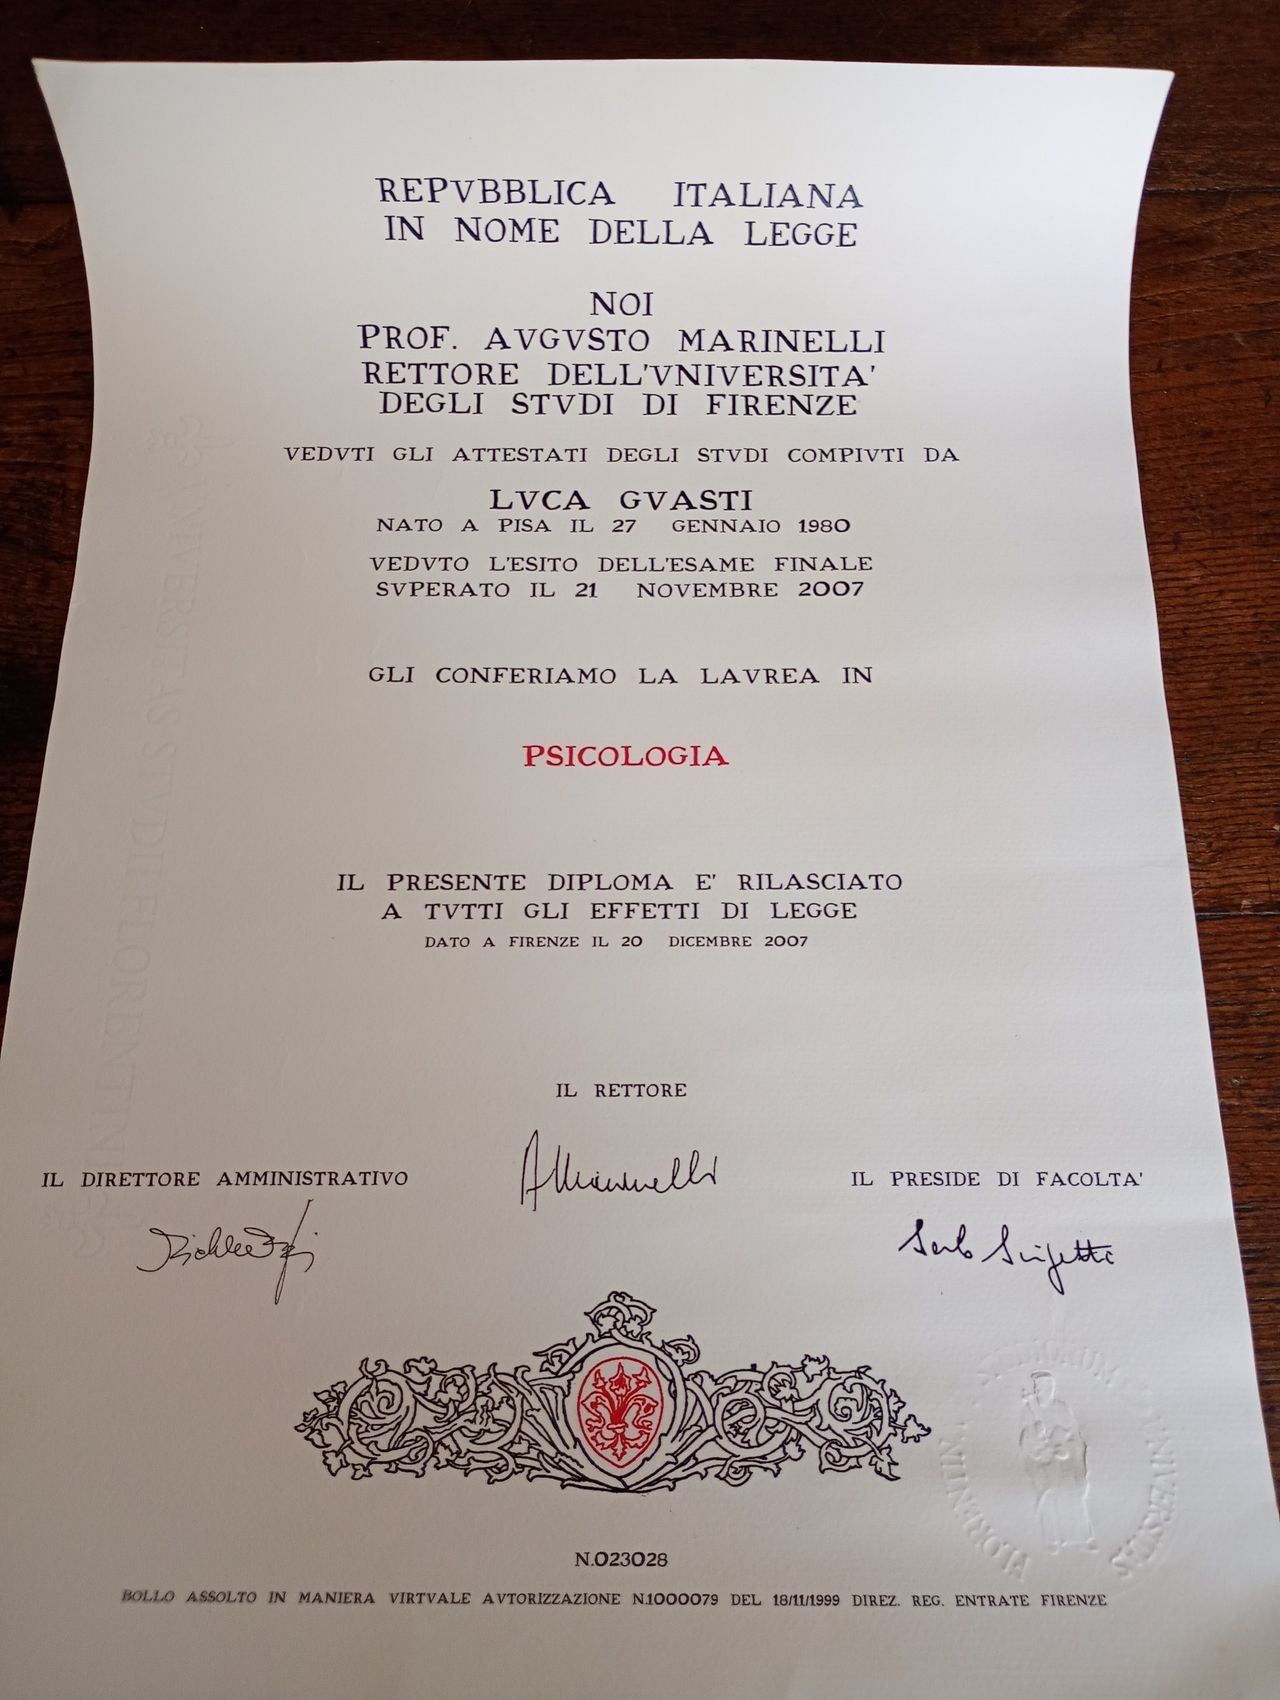 REPVBBLICA ITALIANA
IN NOME DELLA LEGGE
NOI
PROF. AVGVSTO MARINELLI
RETTORE DELL'VNIVERSITA'
DEGLI STVDI DI FIRENZE
VEDVTI GLI ATTESTATI DEGLI STVDI COMPIVTI DA
LVCA GVASTI
NATO A PISA IL 27 GENNAIO 1980
VEDVTO L'ESITO DELL'ESAME FINALE
SVPERATO IL 21 NOVEMBRE 2007
GLI CONFERIAMO LA LAVREA IN
PSICOLOGIA
IL PRESENTE DIPLOMA E' RILASCIATO
A TVTTI GLI EFFETTI DI LEGGE
DATO A FIRENZE IL 20 DICEMBRE 2007
IL RETTORE
AMarinelli
IL DIRETTORE AMMINISTRATIVO
IL PRESIDE DI FACOLTA'
N.023028
BOLLO ASSOLTO IN MANIERA VIRTVALE AVTORIZZAZIONE N.1000079 DEL 18/11/1999 DIREZ. REG. ENTRATE FIRENZE